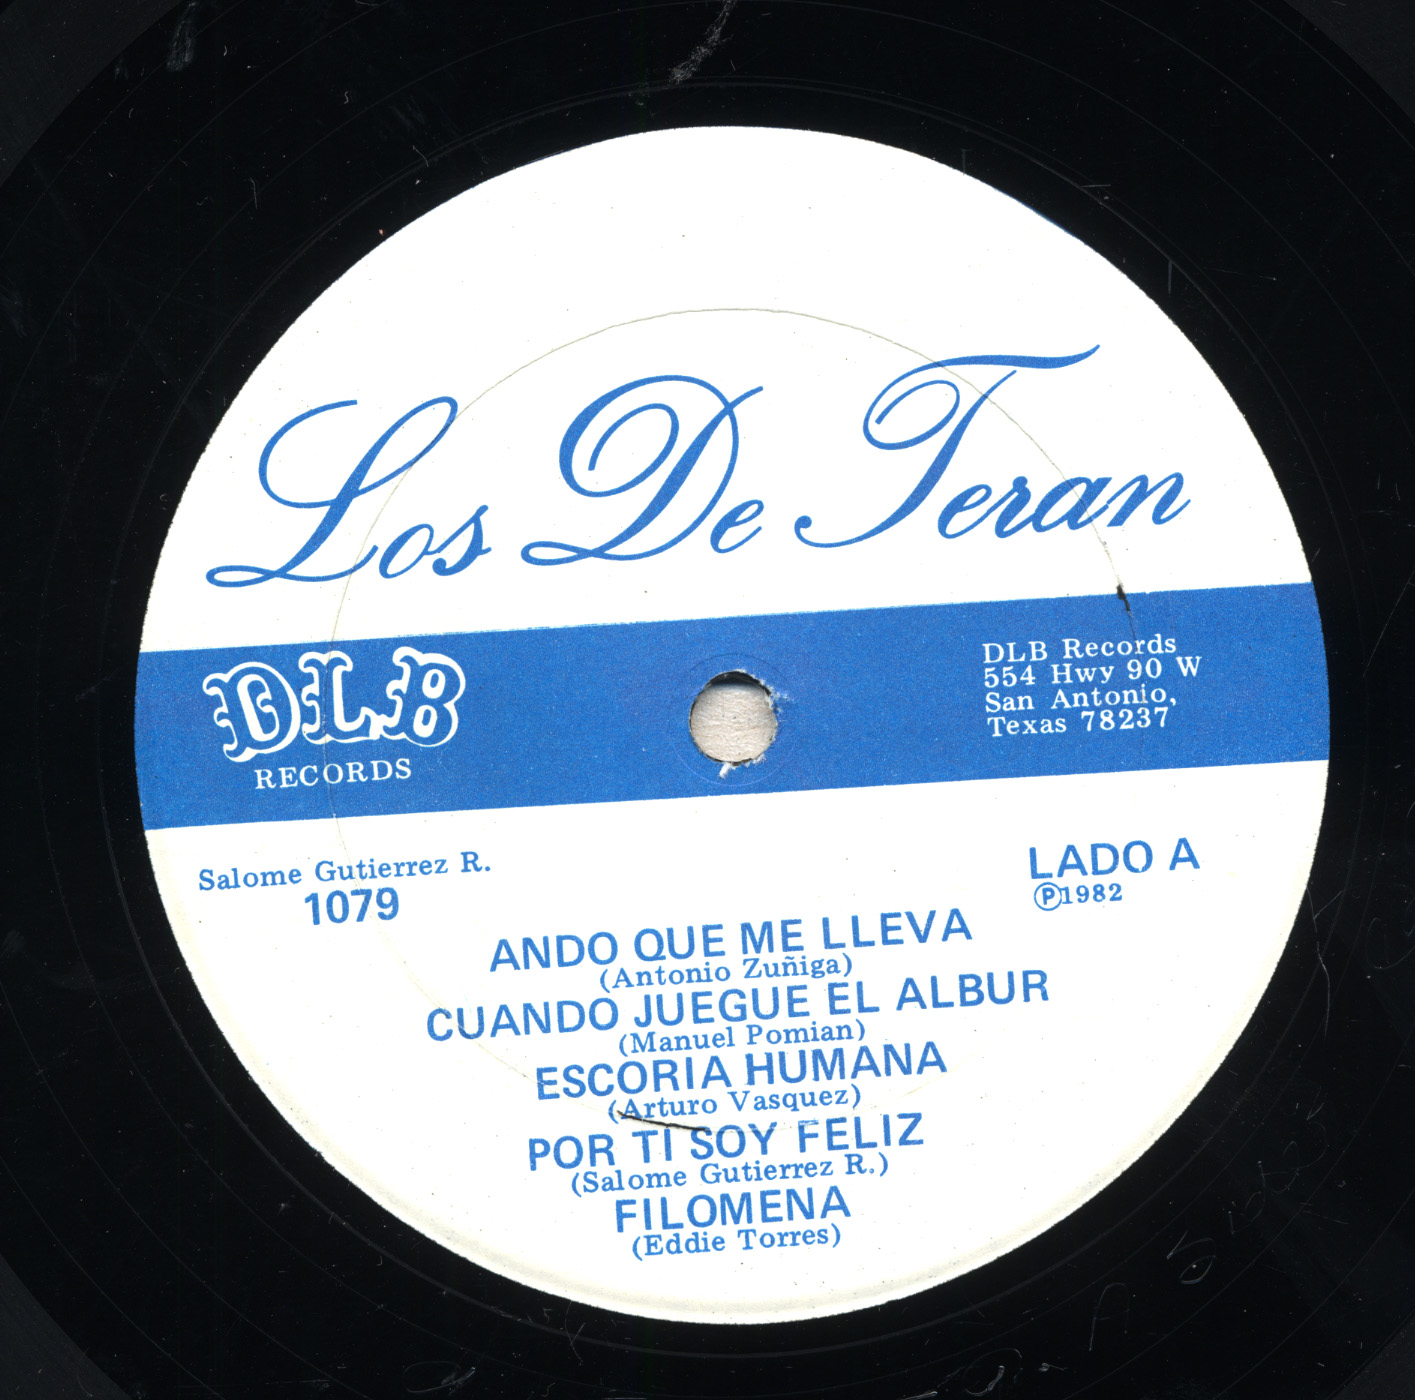 Los De Teran
DLB
RECORDS
DLB Records
554 Hwy 90 W
San Antonio,
Texas 78237
Salome Gutierrez R.
1079
LADO A
Ⓟ1982
ANDO QUE ME LLEVA
(Antonio Zuñiga)
CUANDO JUEGUE EL ALBUR
(Manuel Pomian)
ESCORIA HUMANA
(Arturo Vasquez)
POR TI SOY FELIZ
(Salome Gutierrez R.)
FILOMENA
(Eddie Torres)